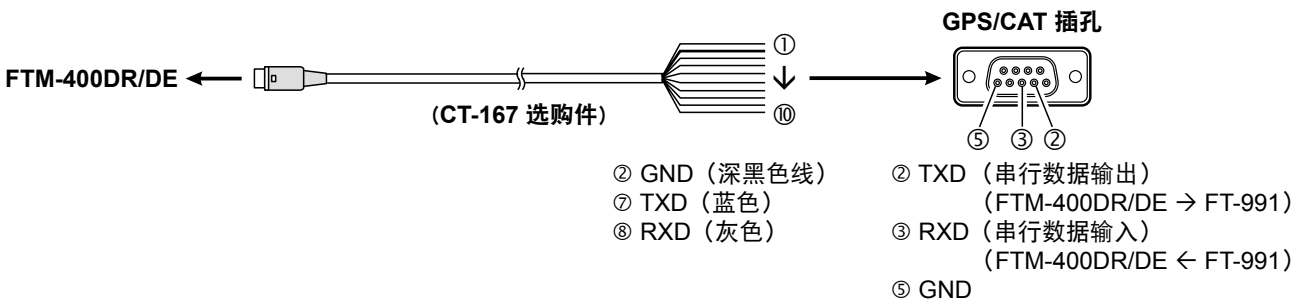 GPS/CAT 插孔
①
FTM-400DR/DE
(CT-167 选购件)
⑩
⑤ ③ ②
② GND（深黑色线）
⑦ TXD（蓝色）
⑧ RXD（灰色）
② TXD（串行数据输出）
（FTM-400DR/DE → FT-991）
③ RXD（串行数据输入）
（FTM-400DR/DE ← FT-991）
⑤ GND